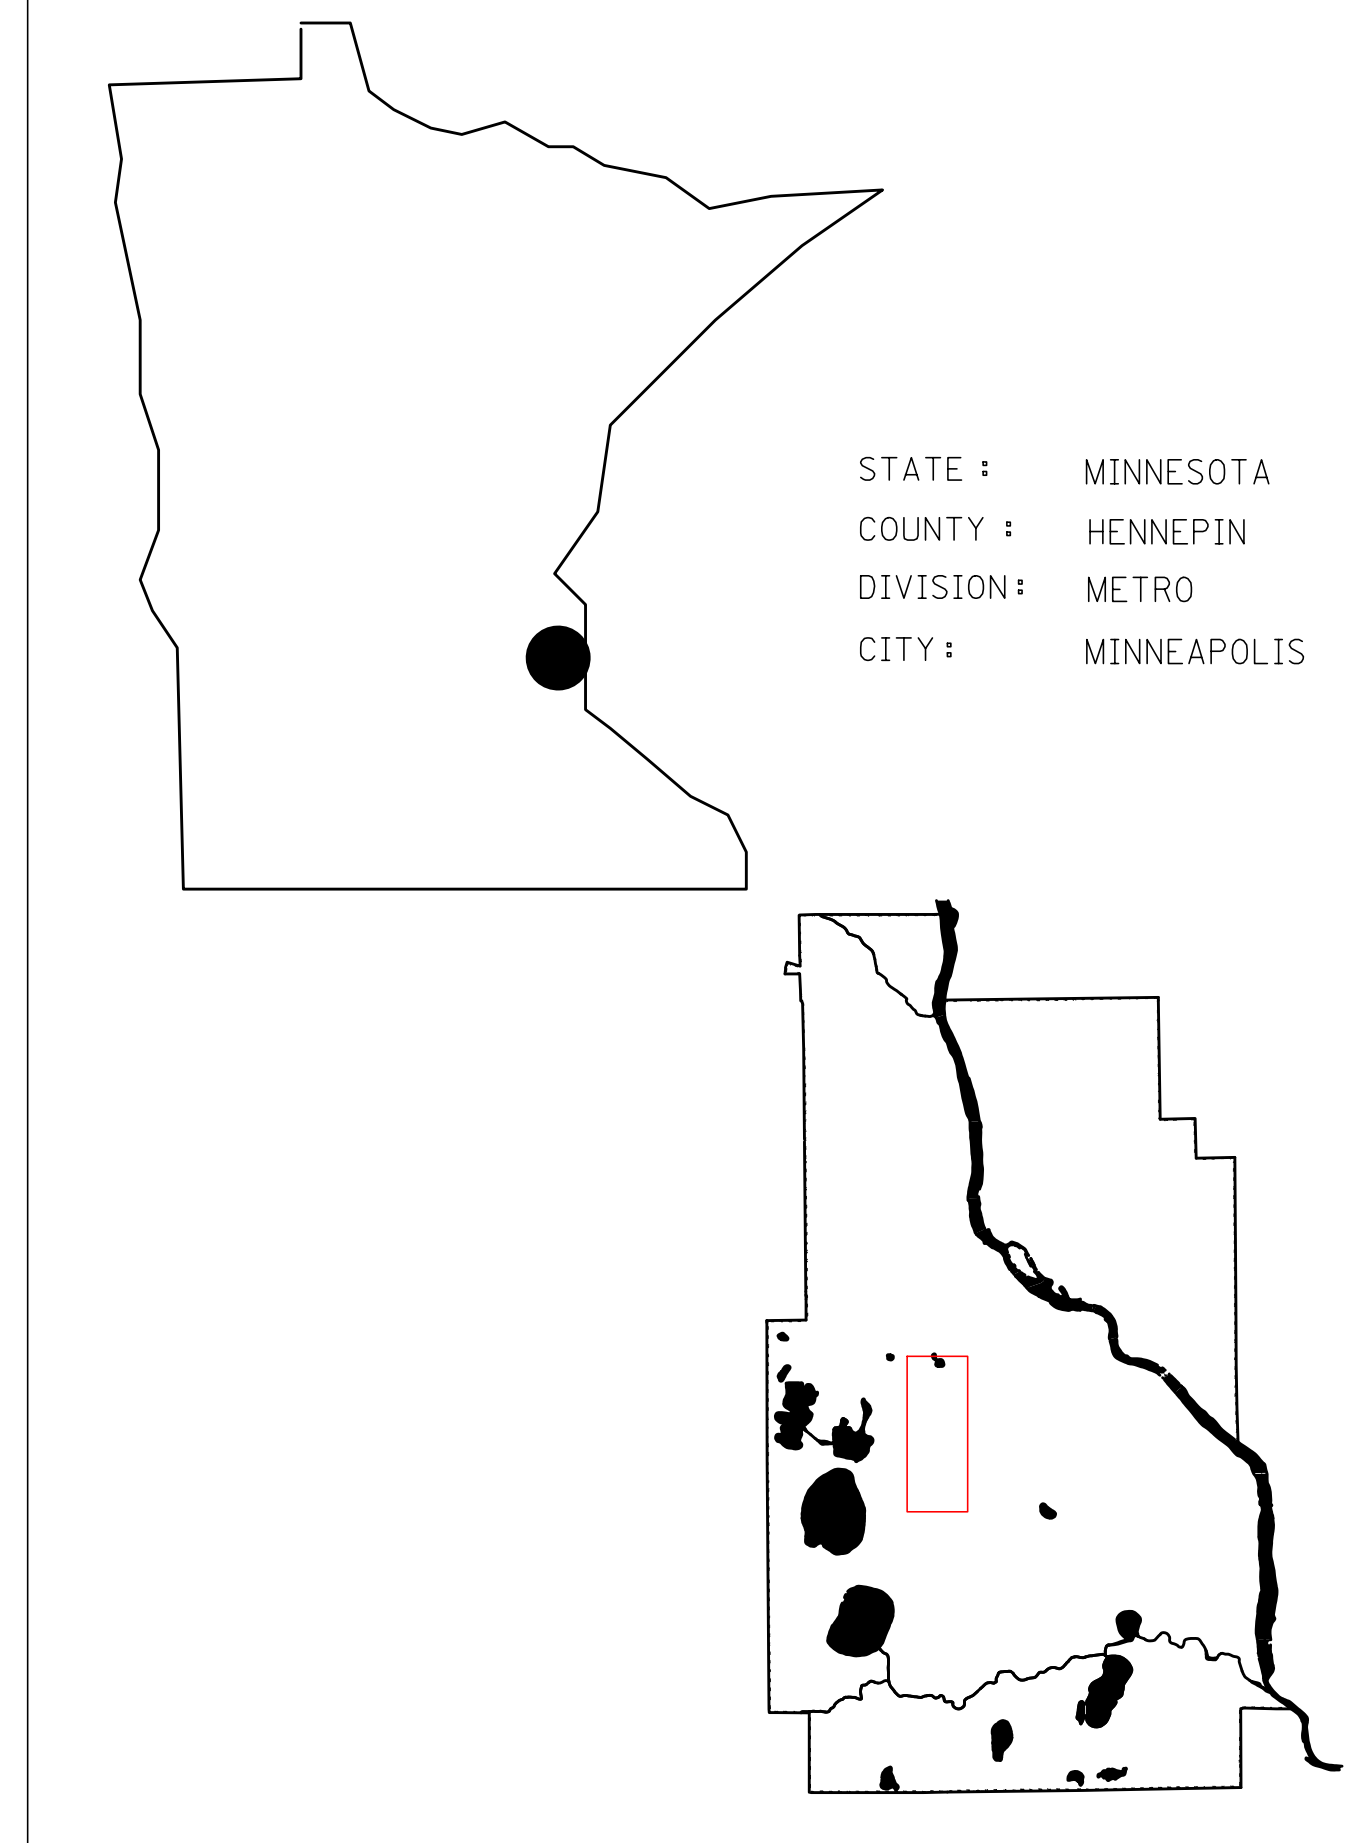 STATE : MINNESOTA
COUNTY : HENNEPIN
DIVISION: METRO
CITY: MINNEAPOLIS